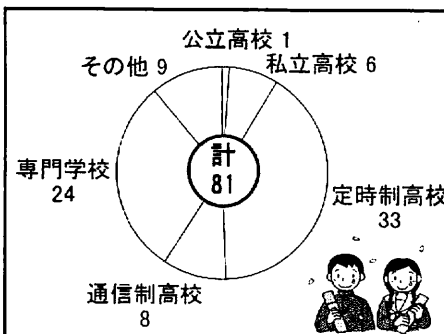 公立高校 1
その他 9
私立高校 6
計
81
専門学校
24
定時制高校
33
通信制高校
8